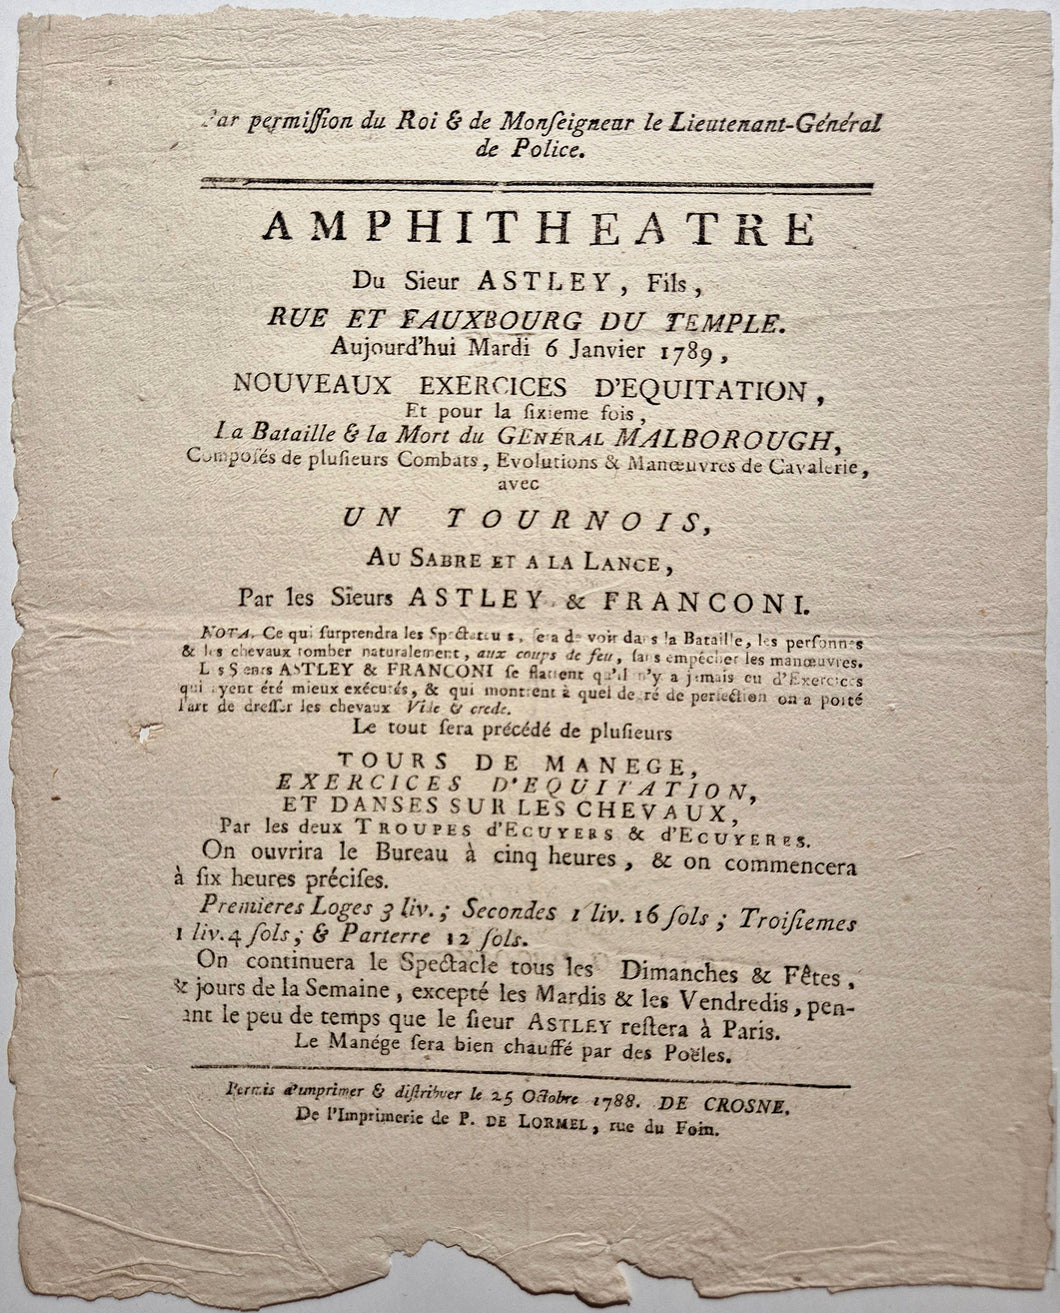 Par permiſſion du Roi & de Monſeigneur le Lieutenant-Général
de Police.
AMPHITHEATRE
Du Sieur ASTLEY, Fils,
RUE ET FAUXBOURG DU TEMPLE.
Aujourd'hui Mardi 6 Janvier 1789,
NOUVEAUX EXERCICES D'EQUITATION,
Et pour la ſixieme fois,
La Bataille & la Mort du GÉNÉRAL MALBOROUGH,
Compoſés de pluſieurs Combats, Evolutions & Manœuvres de Cavalerie,
avec
UN TOURNOIS,
AU SABRE ET A LA LANCE,
Par les Sieurs ASTLEY & FRANCONI.
NOTA. Ce qui ſurprendra les Spectateurs, ſera de voir dans la Bataille, les perſonnes
& les chevaux tomber naturalement, aux coups de feu, ſans empêcher les manœuvres.
Les Sieurs ASTLEY & FRANCONI ſe flattent qu'il n'y a jamais eu d'Exercices
qui ayent été mieux exécutés, & qui montrent à quel degré de perfection on a porté
l'art de dreſſer les chevaux Vide & crede.
Le tout ſera précédé de pluſieurs
TOURS DE MANEGE,
EXERCICES D'EQUITATION,
ET DANSES SUR LES CHEVAUX,
Par les deux TROUPES d'ECUYERS & d'ECUYERES.
On ouvrira le Bureau à cinq heures, & on commencera
à ſix heures préciſes.
Premieres Loges 3 liv.; Secondes 1 liv. 16 ſols; Troiſiemes
1 liv. 4 ſols; & Parterre 12 ſols.
On continuera le Spectacle tous les Dimanches & Fêtes,
& jours de la Semaine, excepté les Mardis & les Vendredis, pen-
ant le peu de temps que le ſieur ASTLEY reſtera à Paris.
Le Manége ſera bien chauffé par des Poëles.
Permis d'imprimer & diſtribuer le 25 Octobre 1788. DE CROSNE.
De l'Imprimerie de P. DE LORMEL, rue du Foin.